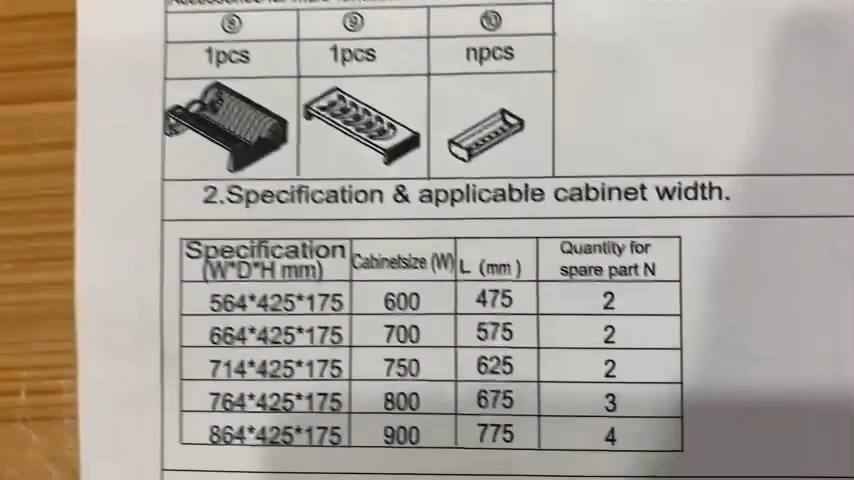 ⑧ ⑨ ⑩
1pcs 1pcs npcs
2.Specification & applicable cabinet width.
Specification (W*D*H mm) Cabinetsize (W) L (mm) Quantity for spare part N
564*425*175 600 475 2
664*425*175 700 575 2
714*425*175 750 625 2
764*425*175 800 675 3
864*425*175 900 775 4